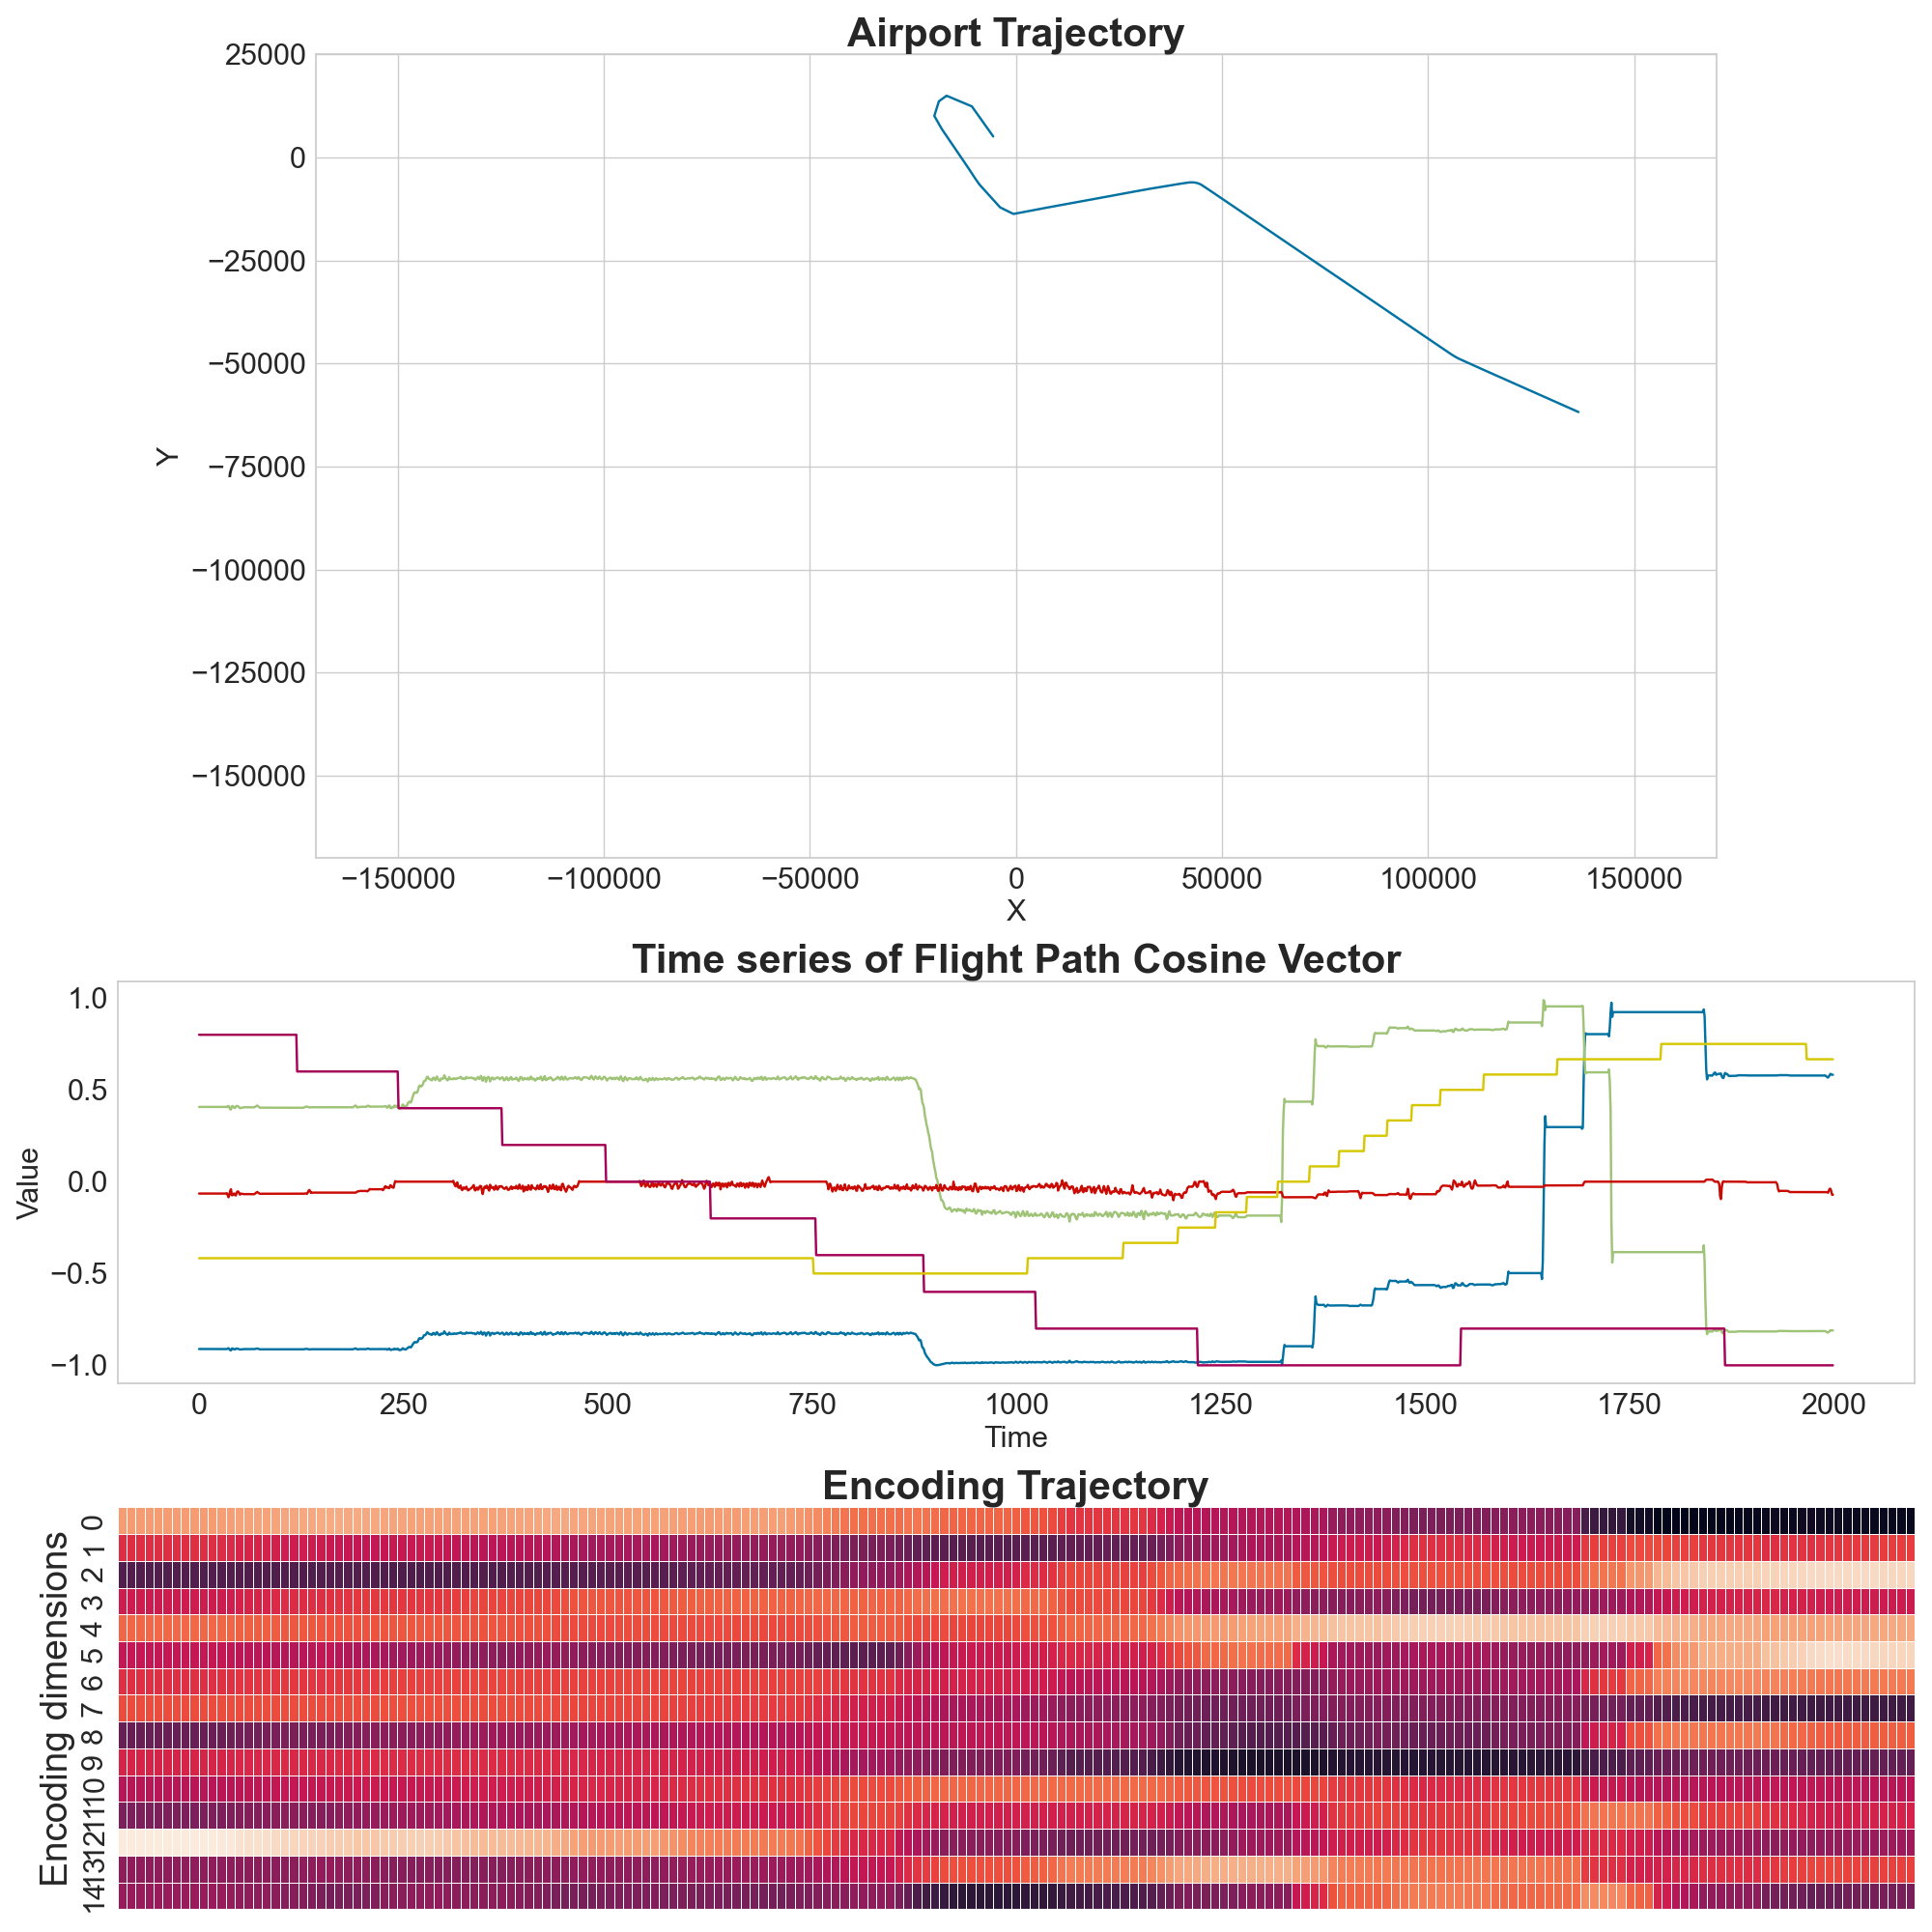 Airport Trajectory
25000
0
−25000
−50000
−75000
−100000
−125000
−150000
Y
−150000 −100000 −50000 0 50000 100000 150000
X
Time series of Flight Path Cosine Vector
1.0
0.5
0.0
−0.5
−1.0
Value
0 250 500 750 1000 1250 1500 1750 2000
Time
Encoding Trajectory
Encoding dimensions
0
1
2
3
4
5
6
7
8
9
10
11
12
13
14